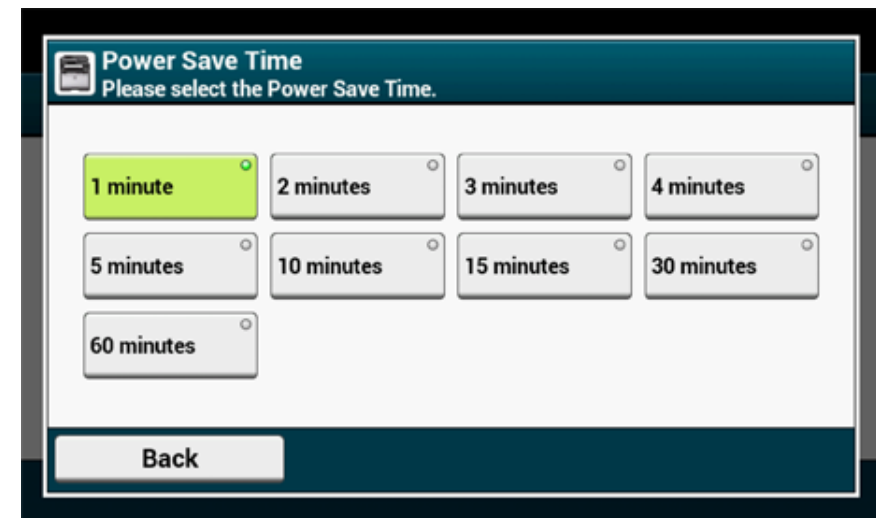 Power Save Time
Please select the Power Save Time.
1 minute
2 minutes
3 minutes
4 minutes
5 minutes
10 minutes
15 minutes
30 minutes
60 minutes
Back